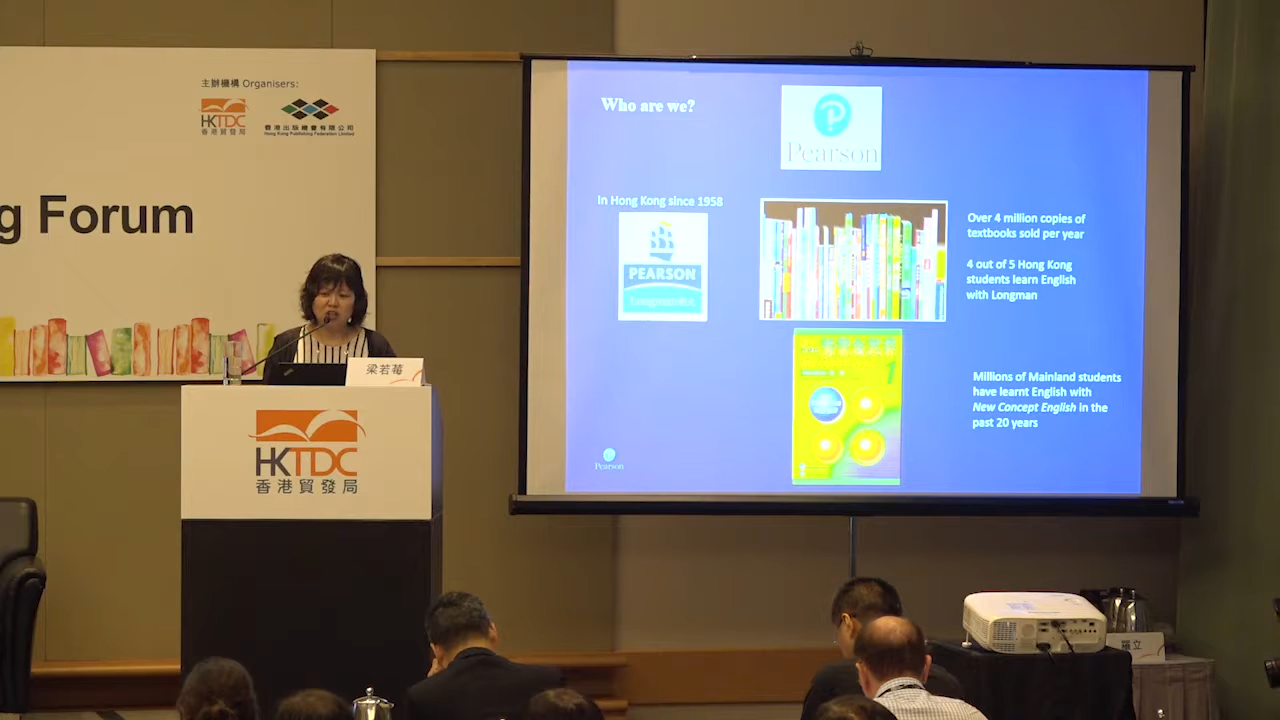 主辦機構 Organisers:
HKTDC
香港貿發局
香港出版總會有限公司
Hong Kong Publishing Federation Limited
g Forum
梁若莓
HKTDC
香港貿發局
Who are we?
Pearson
In Hong Kong since 1958
PEARSON
Longman
Over 4 million copies of
textbooks sold per year
4 out of 5 Hong Kong
students learn English
with Longman
1
Millions of Mainland students
have learnt English with
New Concept English in the
past 20 years
Pearson
羅立